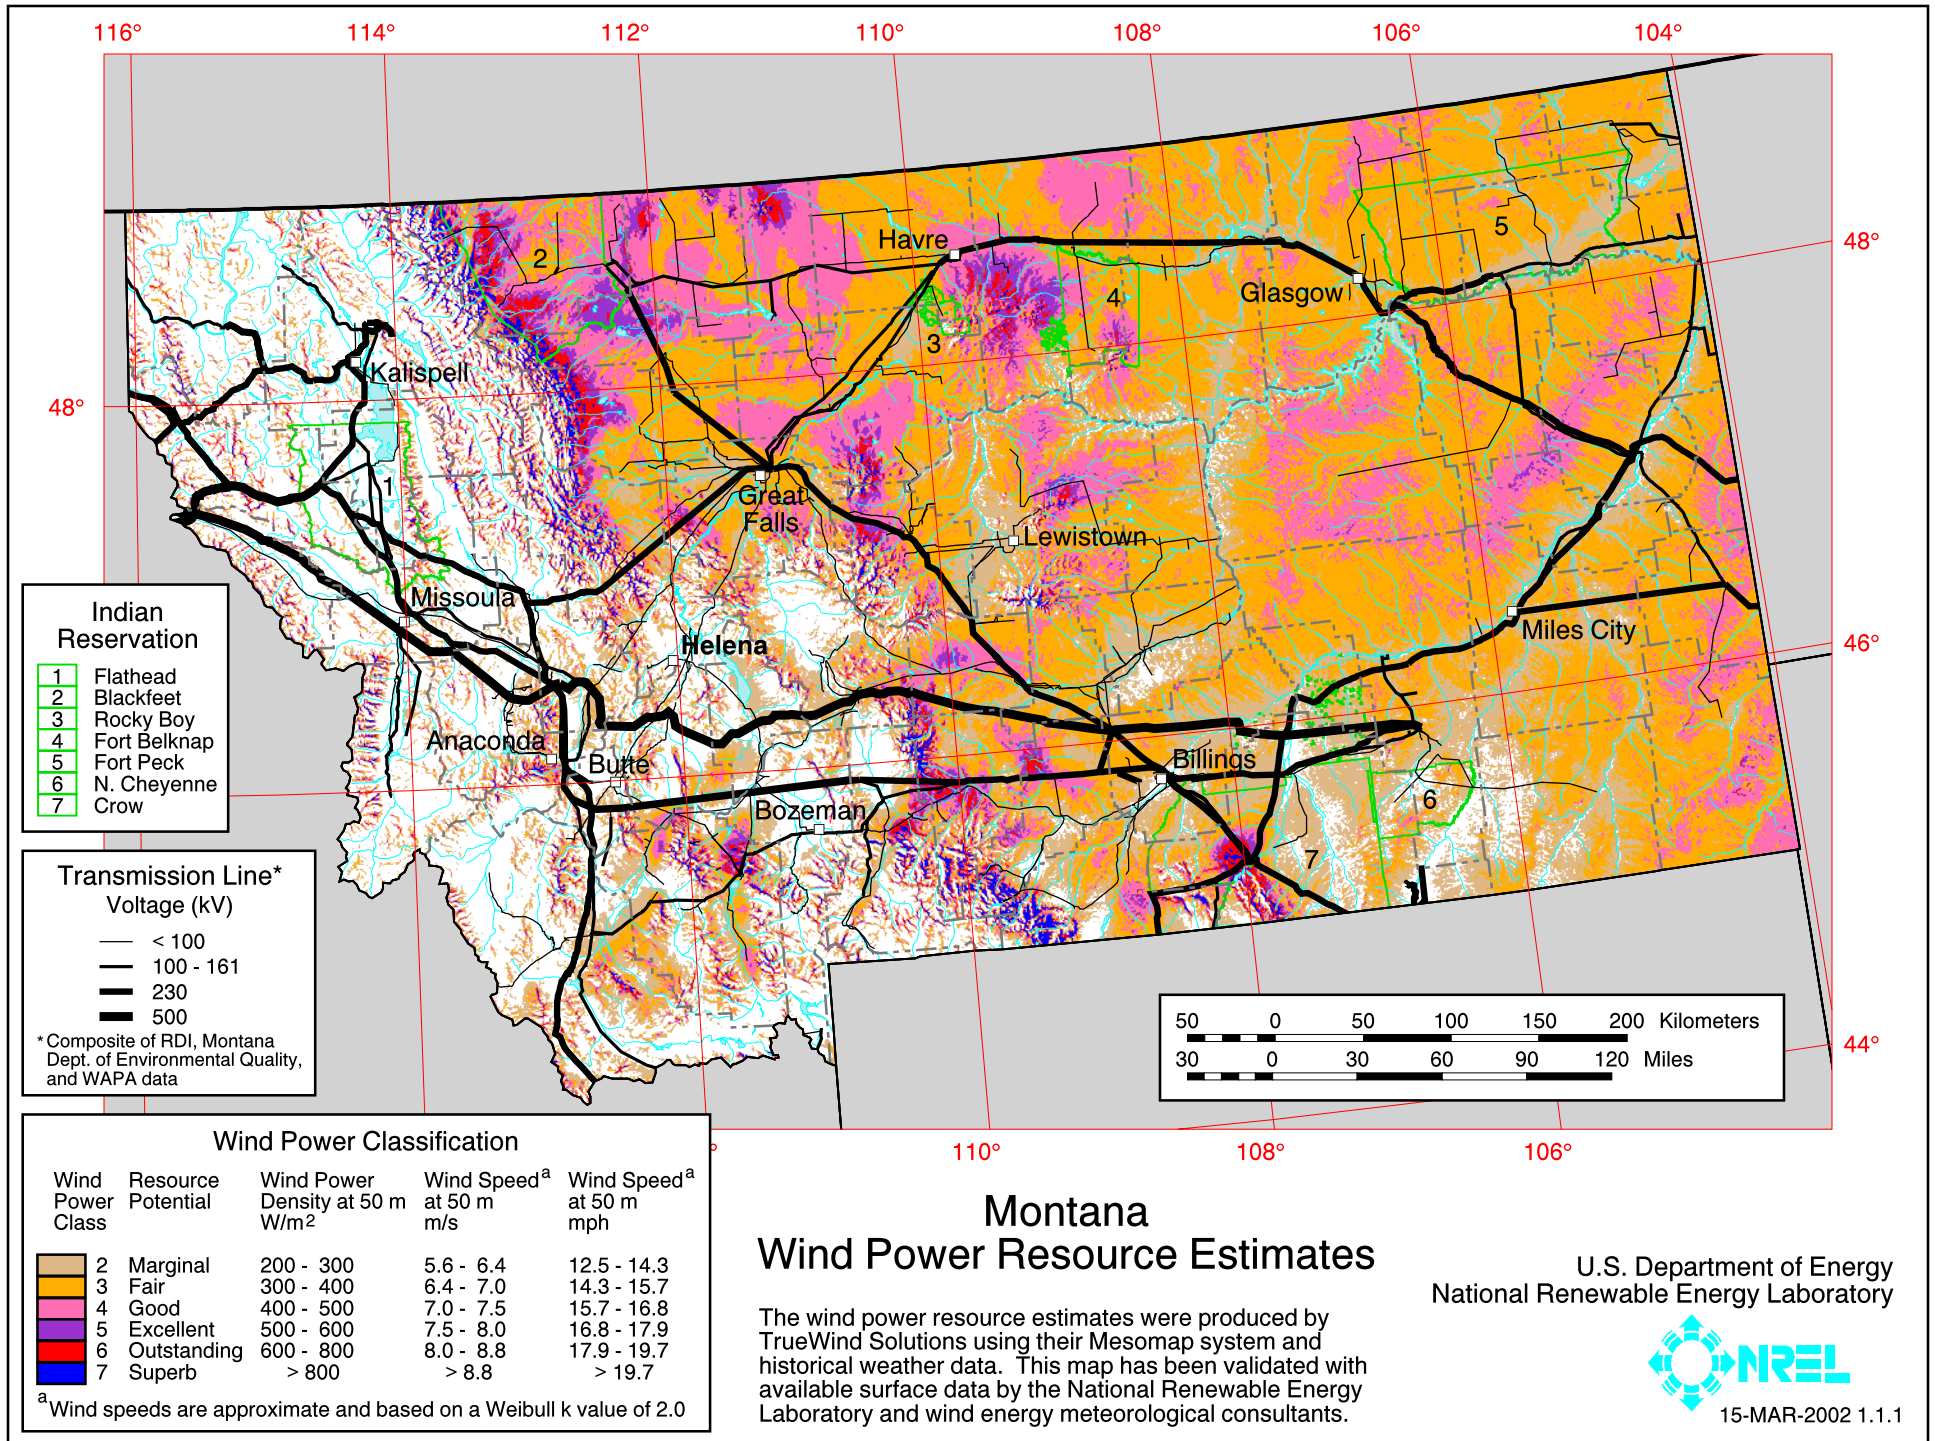 116° 114° 112° 110° 108° 106° 104°
48°
46°
44°
48°
110° 108° 106°
Havre
Glasgow
Kalispell
Great
Falls
Lewistown
Missoula
Helena
Miles City
Anaconda
Butte
Billings
Bozeman
1
2
3
4
5
6
7
Indian
Reservation
1 Flathead
2 Blackfeet
3 Rocky Boy
4 Fort Belknap
5 Fort Peck
6 N. Cheyenne
7 Crow
Transmission Line*
Voltage (kV)
< 100
100 - 161
230
500
* Composite of RDI, Montana
Dept. of Environmental Quality,
and WAPA data
50 0 50 100 150 200 Kilometers
30 0 30 60 90 120 Miles
Wind Power Classification
Wind Resource Wind Power Wind Speed a Wind Speed a
Power Potential Density at 50 m at 50 m at 50 m
Class W/m2 m/s mph
2 Marginal 200 - 300 5.6 - 6.4 12.5 - 14.3
3 Fair 300 - 400 6.4 - 7.0 14.3 - 15.7
4 Good 400 - 500 7.0 - 7.5 15.7 - 16.8
5 Excellent 500 - 600 7.5 - 8.0 16.8 - 17.9
6 Outstanding 600 - 800 8.0 - 8.8 17.9 - 19.7
7 Superb > 800 > 8.8 > 19.7
a Wind speeds are approximate and based on a Weibull k value of 2.0
Montana
Wind Power Resource Estimates
The wind power resource estimates were produced by
TrueWind Solutions using their Mesomap system and
historical weather data. This map has been validated with
available surface data by the National Renewable Energy
Laboratory and wind energy meteorological consultants.
U.S. Department of Energy
National Renewable Energy Laboratory
NREL
15-MAR-2002 1.1.1